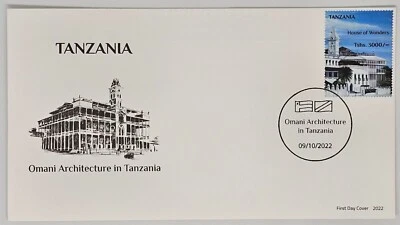 TANZANIA
Omani Architecture in Tanzania
TANZANIA
House of Wonders
Tshs. 3000/=
Omani Architecture
in Tanzania
09/10/2022
First Day Cover 2022